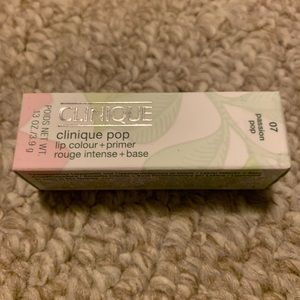 POIDS NET WT.
.13 OZ/3.9 g
CLINIQUE
clinique pop
lip colour + primer
rouge intense + base
07
passion
pop